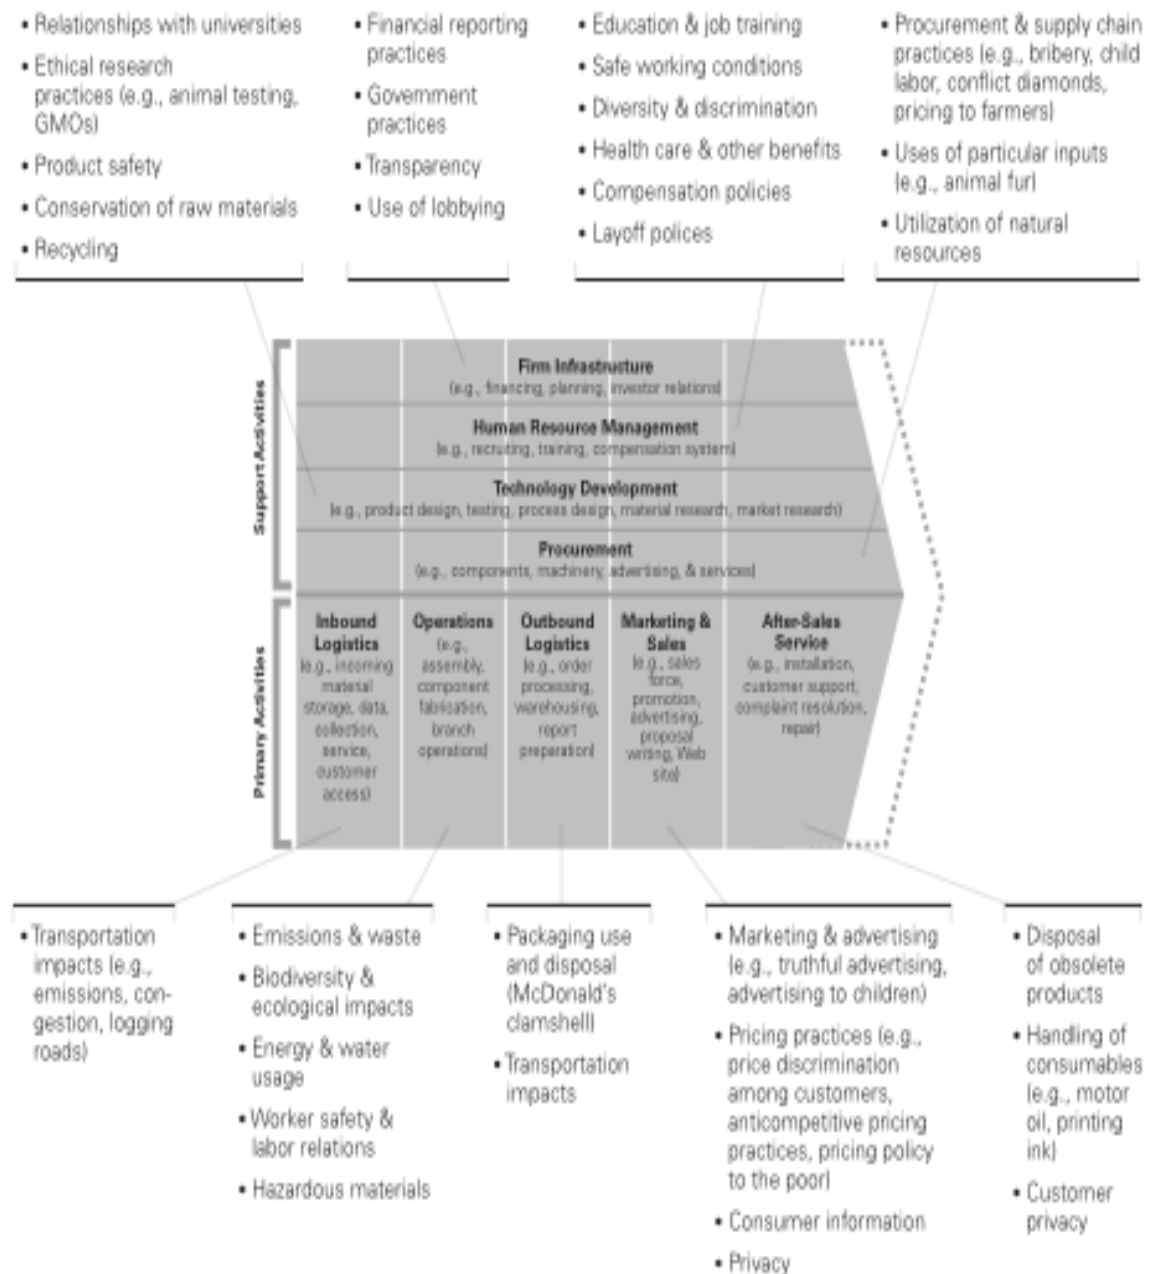 • Relationships with universities
• Ethical research
practices (e.g., animal testing,
GMOs)
• Product safety
• Conservation of raw materials
• Recycling
• Financial reporting
practices
• Government
practices
• Transparency
• Use of lobbying
• Education & job training
• Safe working conditions
• Diversity & discrimination
• Health care & other benefits
• Compensation policies
• Layoff polices
• Procurement & supply chain
practices (e.g., bribery, child
labor, conflict diamonds,
pricing to farmers)
• Uses of particular inputs
(e.g., animal fur)
• Utilization of natural
resources
Support Activities
Firm Infrastructure
(e.g., financing, planning, investor relations)
Human Resource Management
(e.g., recruiting, training, compensation system)
Technology Development
(e.g., product design, testing, process design, material research, market research)
Procurement
(e.g., components, machinery, advertising, & services)
Primary Activities
Inbound
Logistics
(e.g., incoming
material
storage, data,
collection,
service,
customer
access)
Operations
(e.g.,
assembly,
component
fabrication,
branch
operations)
Outbound
Logistics
(e.g., order
processing,
warehousing,
report
preparation)
Marketing &
Sales
(e.g., sales
force,
promotion,
advertising,
proposal
writing, Web
site)
After-Sales
Service
(e.g., installation,
customer support,
complaint resolution,
repair)
• Transportation
impacts (e.g.,
emissions, con-
gestion, logging
roads)
• Emissions & waste
• Biodiversity &
ecological impacts
• Energy & water
usage
• Worker safety &
labor relations
• Hazardous materials
• Packaging use
and disposal
(McDonald's
clamshell)
• Transportation
impacts
• Marketing & advertising
(e.g., truthful advertising,
advertising to children)
• Pricing practices (e.g.,
price discrimination
among customers,
anticompetitive pricing
practices, pricing policy
to the poor)
• Consumer information
• Privacy
• Disposal
of obsolete
products
• Handling of
consumables
(e.g., motor
oil, printing
ink)
• Customer
privacy